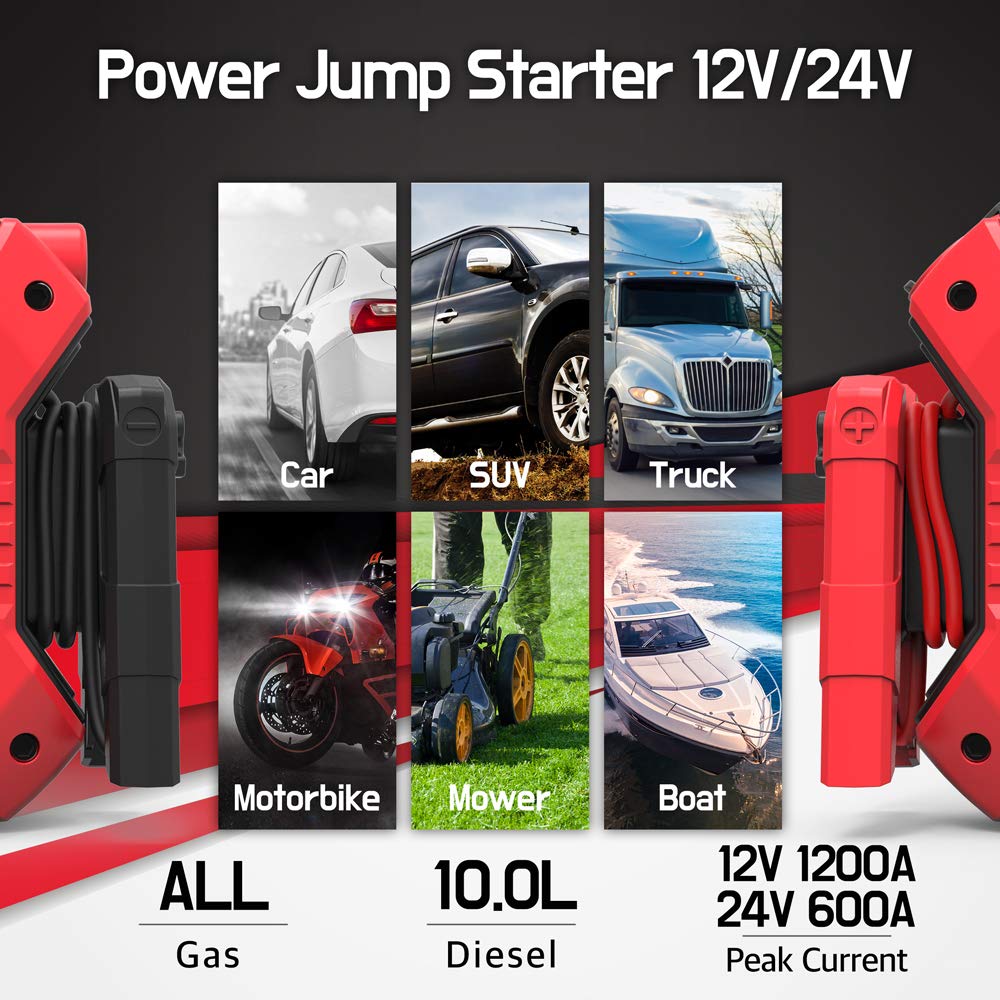 Power Jump Starter 12V/24V
Car
SUV
Truck
Motorbike
Mower
Boat
ALL
Gas
10.0L
Diesel
12V 1200A
24V 600A
Peak Current